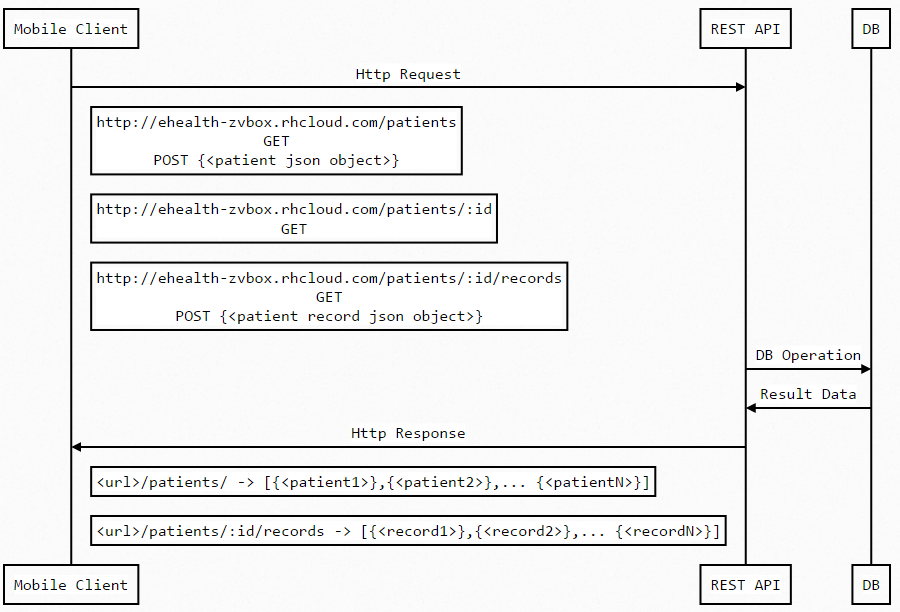 Mobile Client
REST API
DB
Http Request
http://ehealth-zvbox.rhcloud.com/patients
GET
POST {<patient json object>}
http://ehealth-zvbox.rhcloud.com/patients/:id
GET
http://ehealth-zvbox.rhcloud.com/patients/:id/records
GET
POST {<patient record json object>}
DB Operation
Result Data
Http Response
<url>/patients/ -> [{<patient1>},{<patient2>},... {<patientN>}]
<url>/patients/:id/records -> [{<record1>},{<record2>},... {<recordN>}]
Mobile Client
REST API
DB